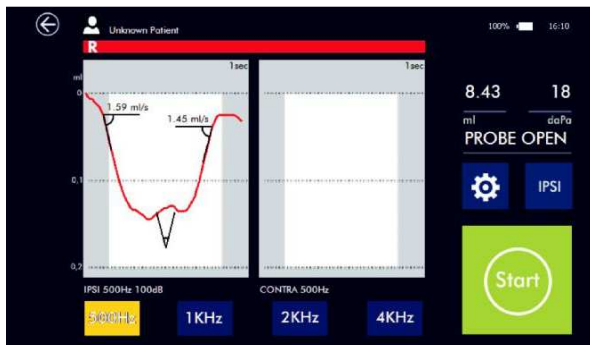 Unknown Patient
100% 16:10
R
1sec
1sec
ml
0
1.59 ml/s
1.45 ml/s
0,1
0,2
8.43 18
ml daPa
PROBE OPEN
IPSI
IPSI 500Hz 100dB
CONTRA 500Hz
Start
500Hz
1KHz
2KHz
4KHz